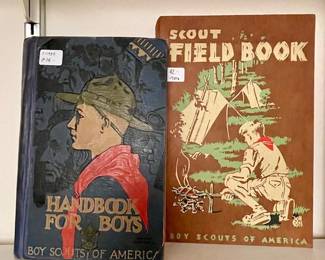 HANDBOOK
FOR BOYS
BOY SCOUTS OF AMERICA
SCOUT
FIELD BOOK
BOY SCOUTS OF AMERICA